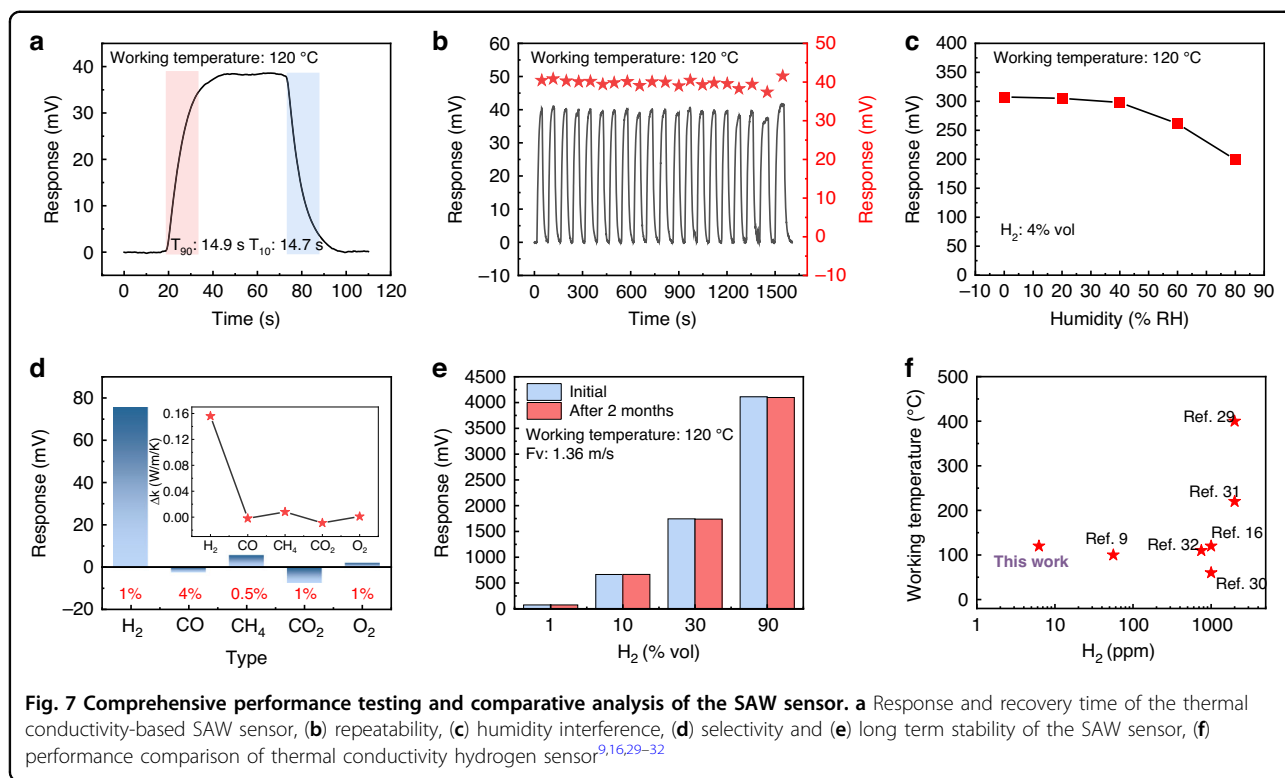 a
Working temperature: 120 °C
Response (mV)
40
30
20
10
0
T90: 14.9 s T10: 14.7 s
0 20 40 60 80 100 120
Time (s)
b
Working temperature: 120 °C
Response (mV)
60
50
40
30
20
10
0
−10
50
40
30
20
10
0
−10
Response (mV)
0 300 600 900 1200 1500
Time (s)
c
Working temperature: 120 °C
Response (mV)
400
350
300
250
200
150
100
50
0
H2: 4% vol
−10 0 10 20 30 40 50 60 70 80 90
Humidity (% RH)
d
Response (mV)
80
60
40
20
0
−20
Δk (W/m/K)
0.16
0.12
0.08
0.04
0.00
H2 CO CH4 CO2 O2
1% 4% 0.5% 1% 1%
H2 CO CH4 CO2 O2
Type
e
Response (mV)
4500
4000
3500
3000
2500
2000
1500
1000
500
0
Initial
After 2 months
Working temperature: 120 °C
Fv: 1.36 m/s
1 10 30 90
H2 (% vol)
f
Working temperature (°C)
500
400
300
200
100
0
Ref. 29
Ref. 31
Ref. 9
Ref. 32
Ref. 16
This work
Ref. 30
1 10 100 1000
H2 (ppm)
Fig. 7 Comprehensive performance testing and comparative analysis of the SAW sensor. a Response and recovery time of the thermal
conductivity-based SAW sensor, (b) repeatability, (c) humidity interference, (d) selectivity and (e) long term stability of the SAW sensor, (f)
performance comparison of thermal conductivity hydrogen sensor9,16,29–32